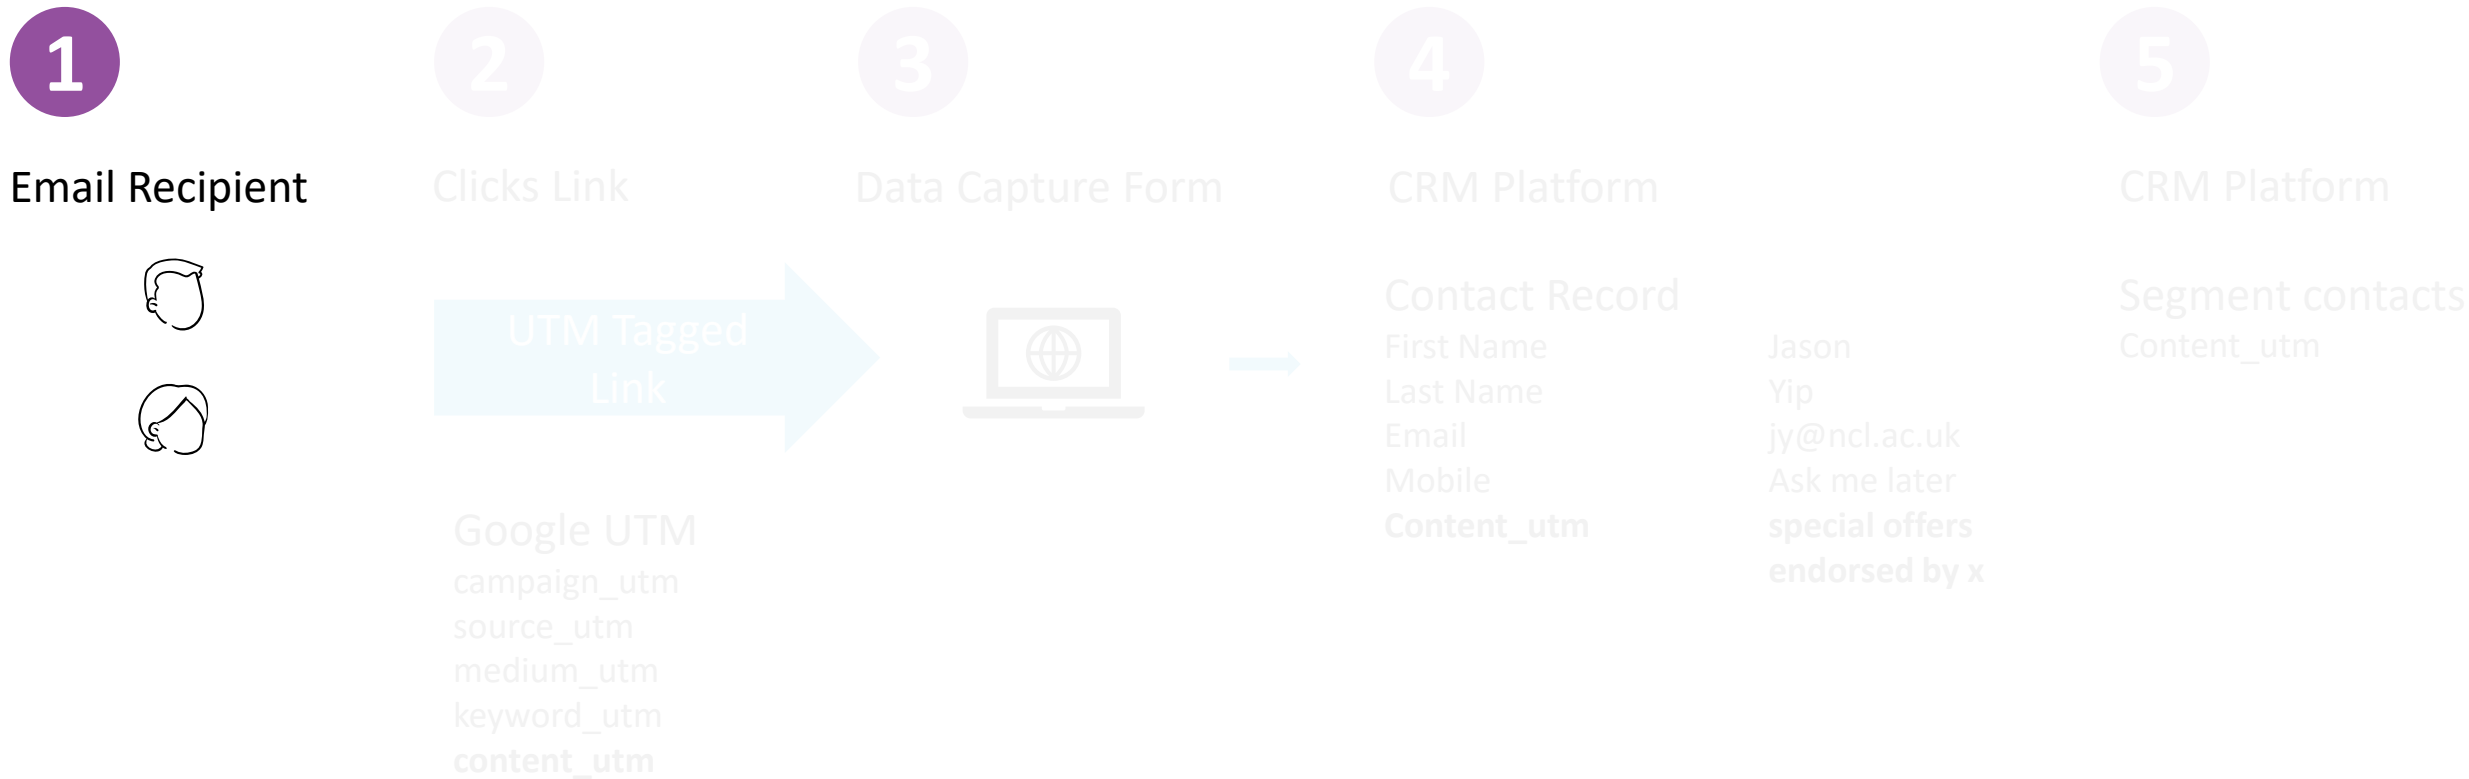 1
Email Recipient
2
Clicks Link
UTM Tagged
Link
Google UTM
campaign_utm
source_utm
medium_utm
keyword_utm
content_utm
3
Data Capture Form
4
CRM Platform
Contact Record
First Name Jason
Last Name Yip
Email jy@ncl.ac.uk
Mobile Ask me later
Content_utm special offers
endorsed by x
5
CRM Platform
Segment contacts
Content_utm